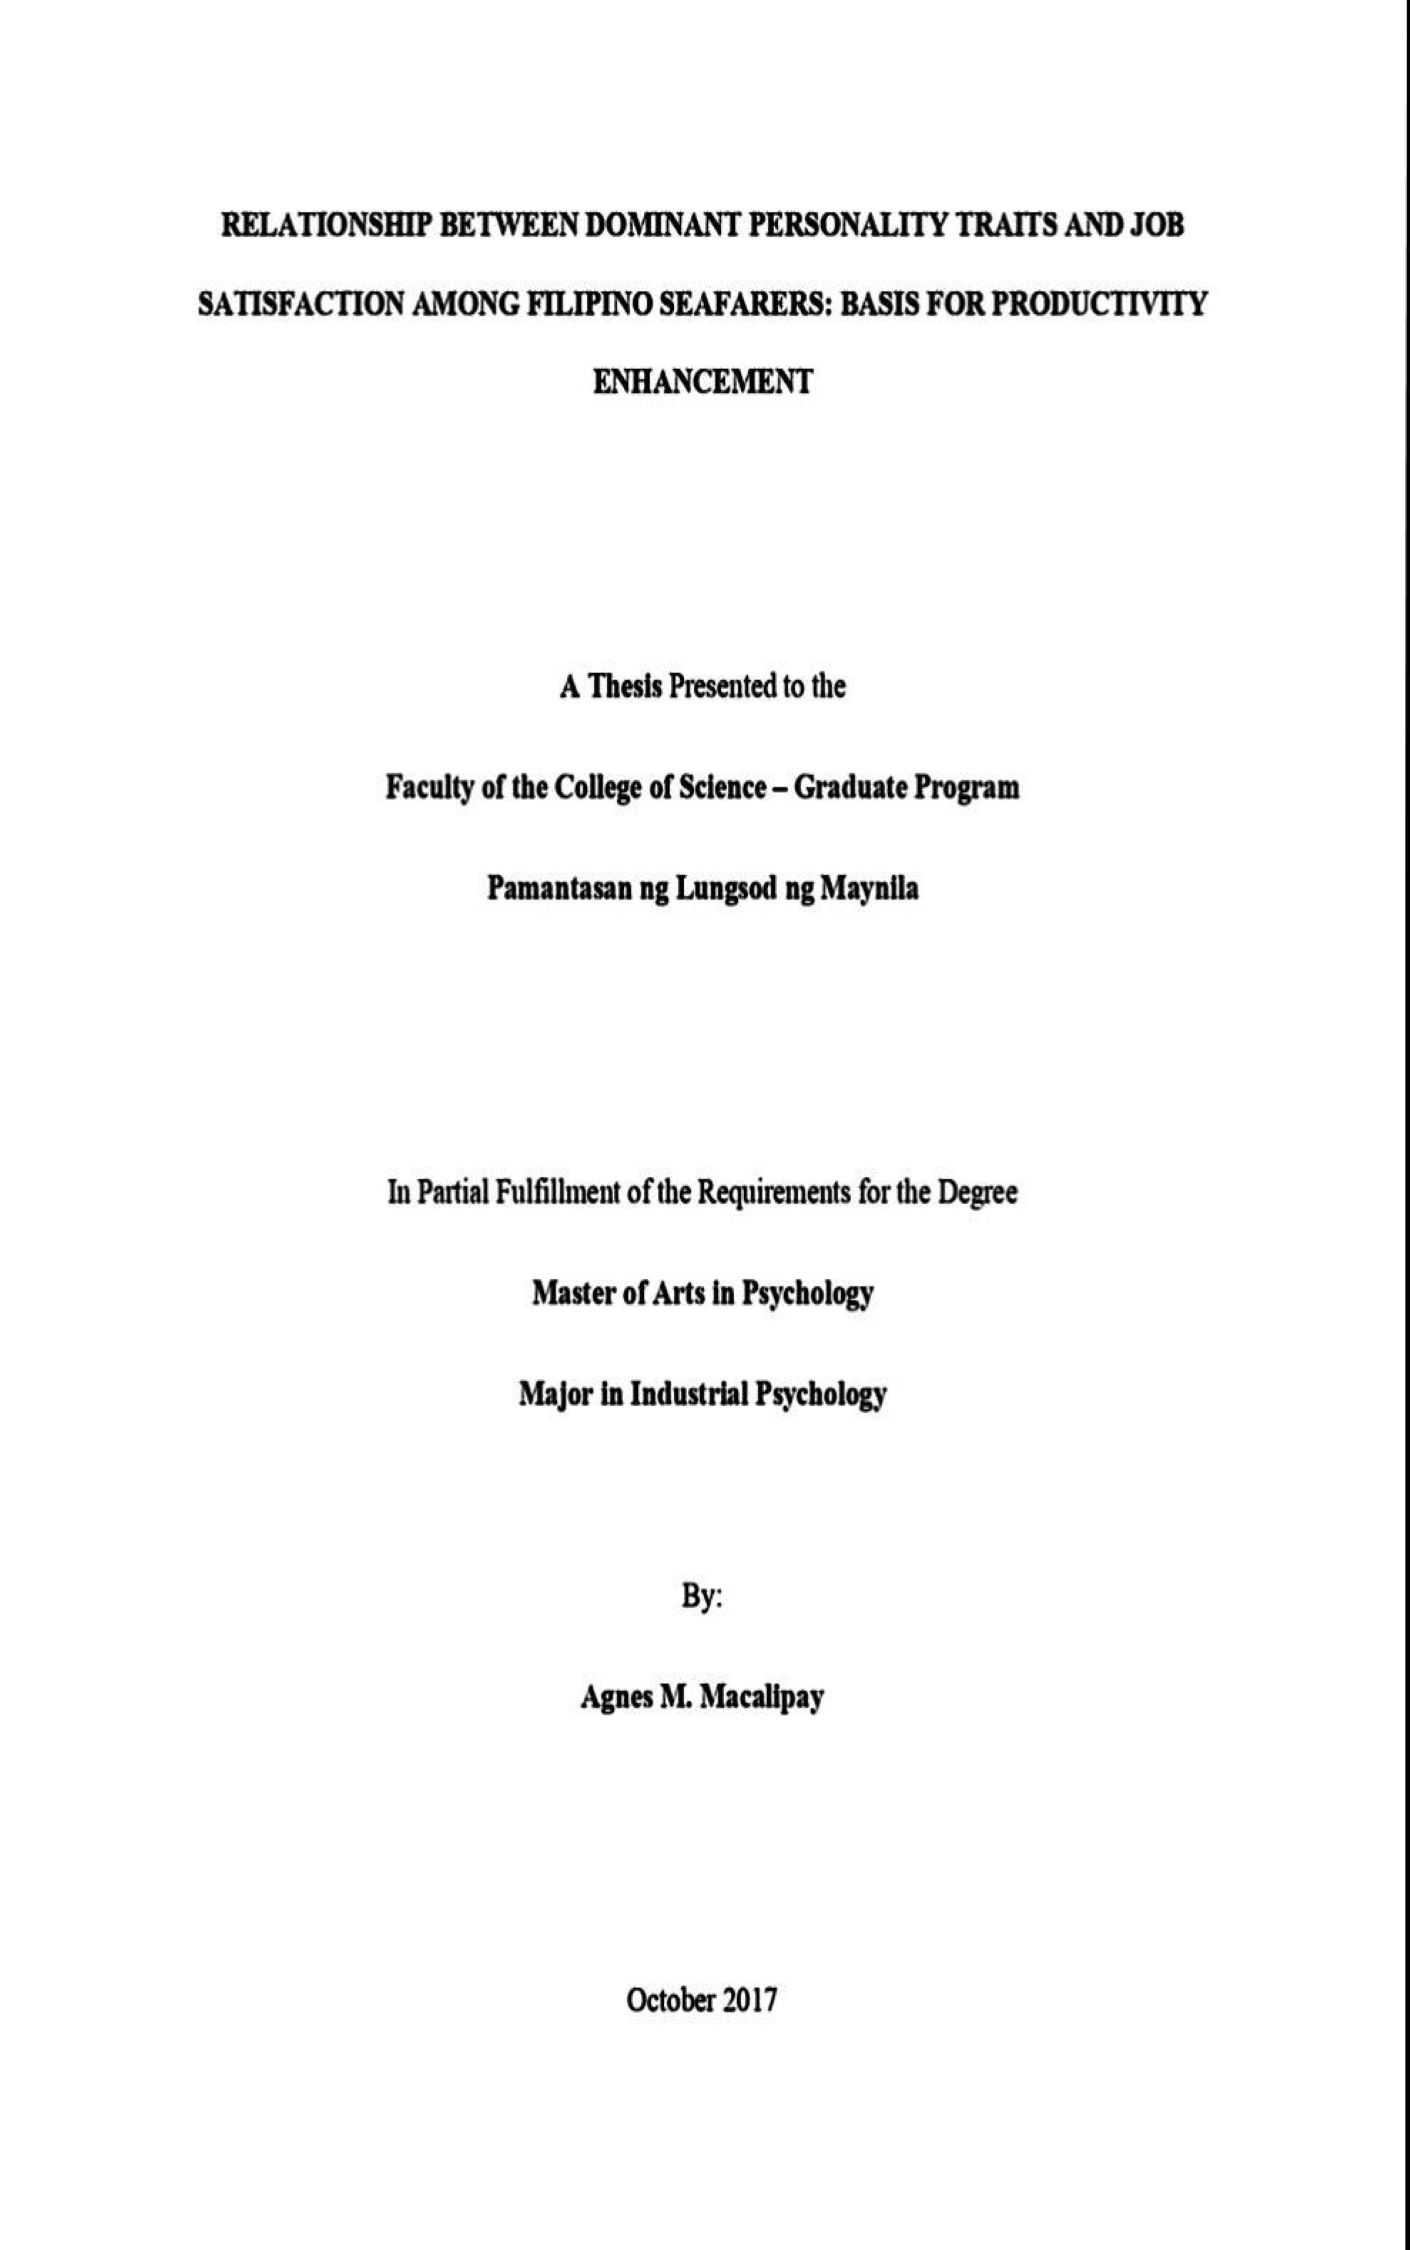 RELATIONSHIP BETWEEN DOMINANT PERSONALITY TRAITS AND JOB
SATISFACTION AMONG FILIPINO SEAFARERS: BASIS FOR PRODUCTIVITY
ENHANCEMENT
A Thesis Presented to the
Faculty of the College of Science – Graduate Program
Pamantasan ng Lungsod ng Maynila
In Partial Fulfillment of the Requirements for the Degree
Master of Arts in Psychology
Major in Industrial Psychology
By:
Agnes M. Macalipay
October 2017